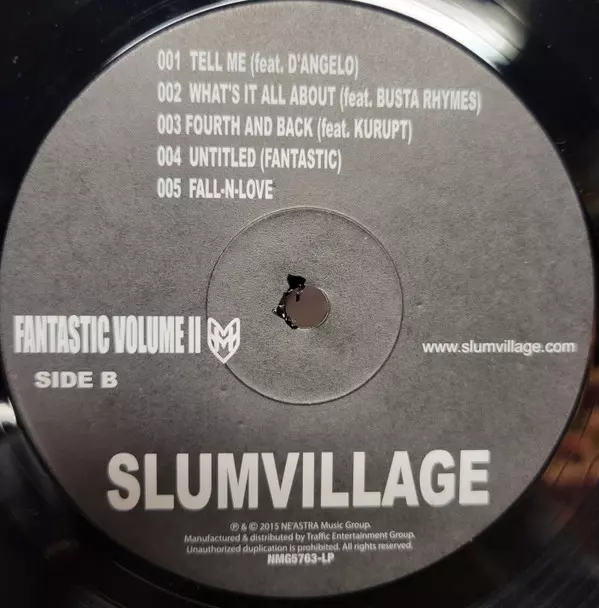 001 TELL ME (feat. D'ANGELO)
002 WHAT'S IT ALL ABOUT (feat. BUSTA RHYMES)
003 FOURTH AND BACK (feat. KURUPT)
004 UNTITLED (FANTASTIC)
005 FALL-N-LOVE
FANTASTIC VOLUME II
www.slumvillage.com
SIDE B
SLUMVILLAGE
℗ & © 2015 NE'ASTRA Music Group.
Manufactured & distributed by Traffic Entertainment Group.
Unauthorized duplication is prohibited. All rights reserved.
NMG5763-LP